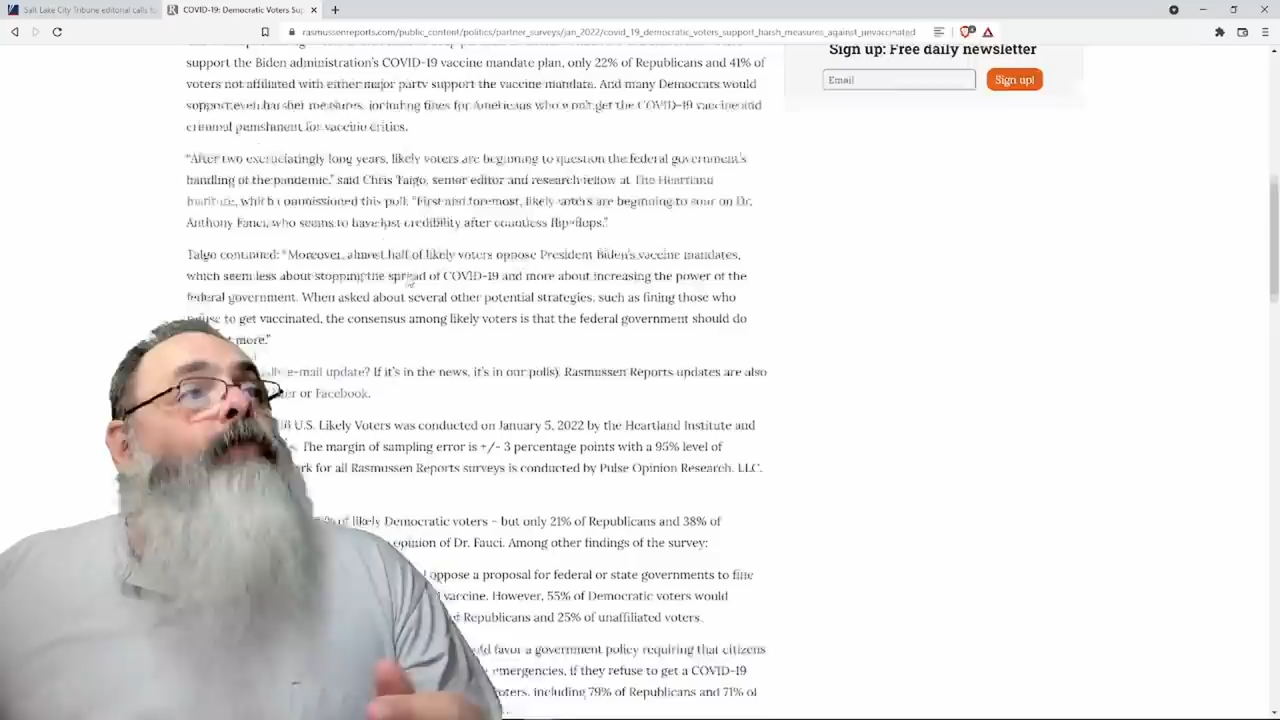 Salt Lake City Tribune editorial calls fo
COVID-19: Democratic Voters Sup
rasmussenreports.com/public_content/politics/partner_surveys/jan_2022/covid_19_democratic_voters_support_harsh_measures_against_unvaccinated
Sign up: Free daily newsletter
Email
Sign up!
support the Biden administration's COVID-19 vaccine mandate plan, only 22% of Republicans and 41% of
voters not affiliated with either major party support the vaccine mandate. And many Democrats would
support even harsher measures, including fines for Americans who won't get the COVID-19 vaccine and
criminal punishment for vaccine critics.
"After two excruciatingly long years, likely voters are beginning to question the federal government's
handling of the pandemic," said Chris Talgo, senior editor and research fellow at The Heartland
Institute, which commissioned this poll. "First and foremost, likely voters are beginning to sour on Dr.
Anthony Fauci, who seems to have lost credibility after countless flip-flops."
Talgo continued: "Moreover, almost half of likely voters oppose President Biden's vaccine mandates,
which seem less about stopping the spread of COVID-19 and more about increasing the power of the
federal government. When asked about several other potential strategies, such as fining those who
to get vaccinated, the consensus among likely voters is that the federal government should do
more."
e-mail update? If it's in the news, it's in our polls). Rasmussen Reports updates are also
or Facebook.
U.S. Likely Voters was conducted on January 5, 2022 by the Heartland Institute and
The margin of sampling error is +/- 3 percentage points with a 95% level of
for all Rasmussen Reports surveys is conducted by Pulse Opinion Research, LLC.
of likely Democratic voters – but only 21% of Republicans and 38% of
opinion of Dr. Fauci. Among other findings of the survey:
oppose a proposal for federal or state governments to fine
vaccine. However, 55% of Democratic voters would
Republicans and 25% of unaffiliated voters.
favor a government policy requiring that citizens
emergencies, if they refuse to get a COVID-19
including 79% of Republicans and 71% of